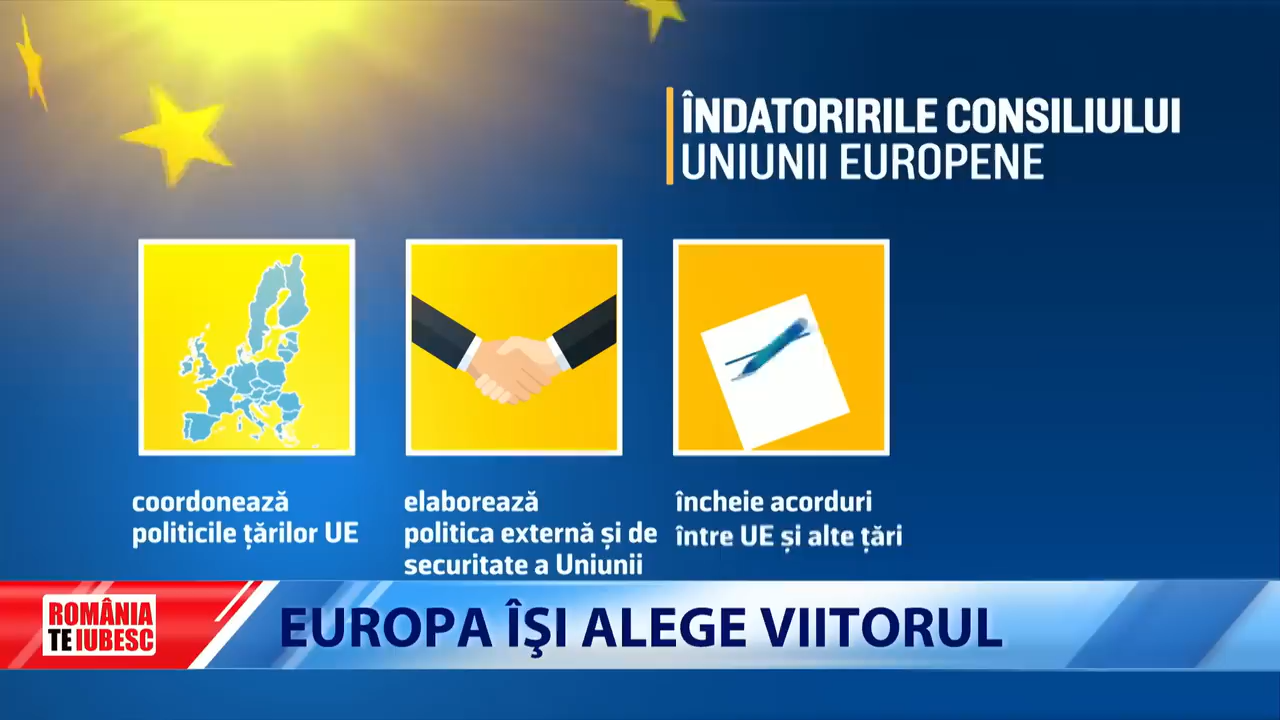 ÎNDATORIRILE CONSILIULUI
UNIUNII EUROPENE
coordonează
politicile țărilor UE
elaborează
politica externă și de
securitate a Uniunii
încheie acorduri
între UE și alte țări
ROMÂNIA
TE IUBESC
EUROPA ÎŞI ALEGE VIITORUL